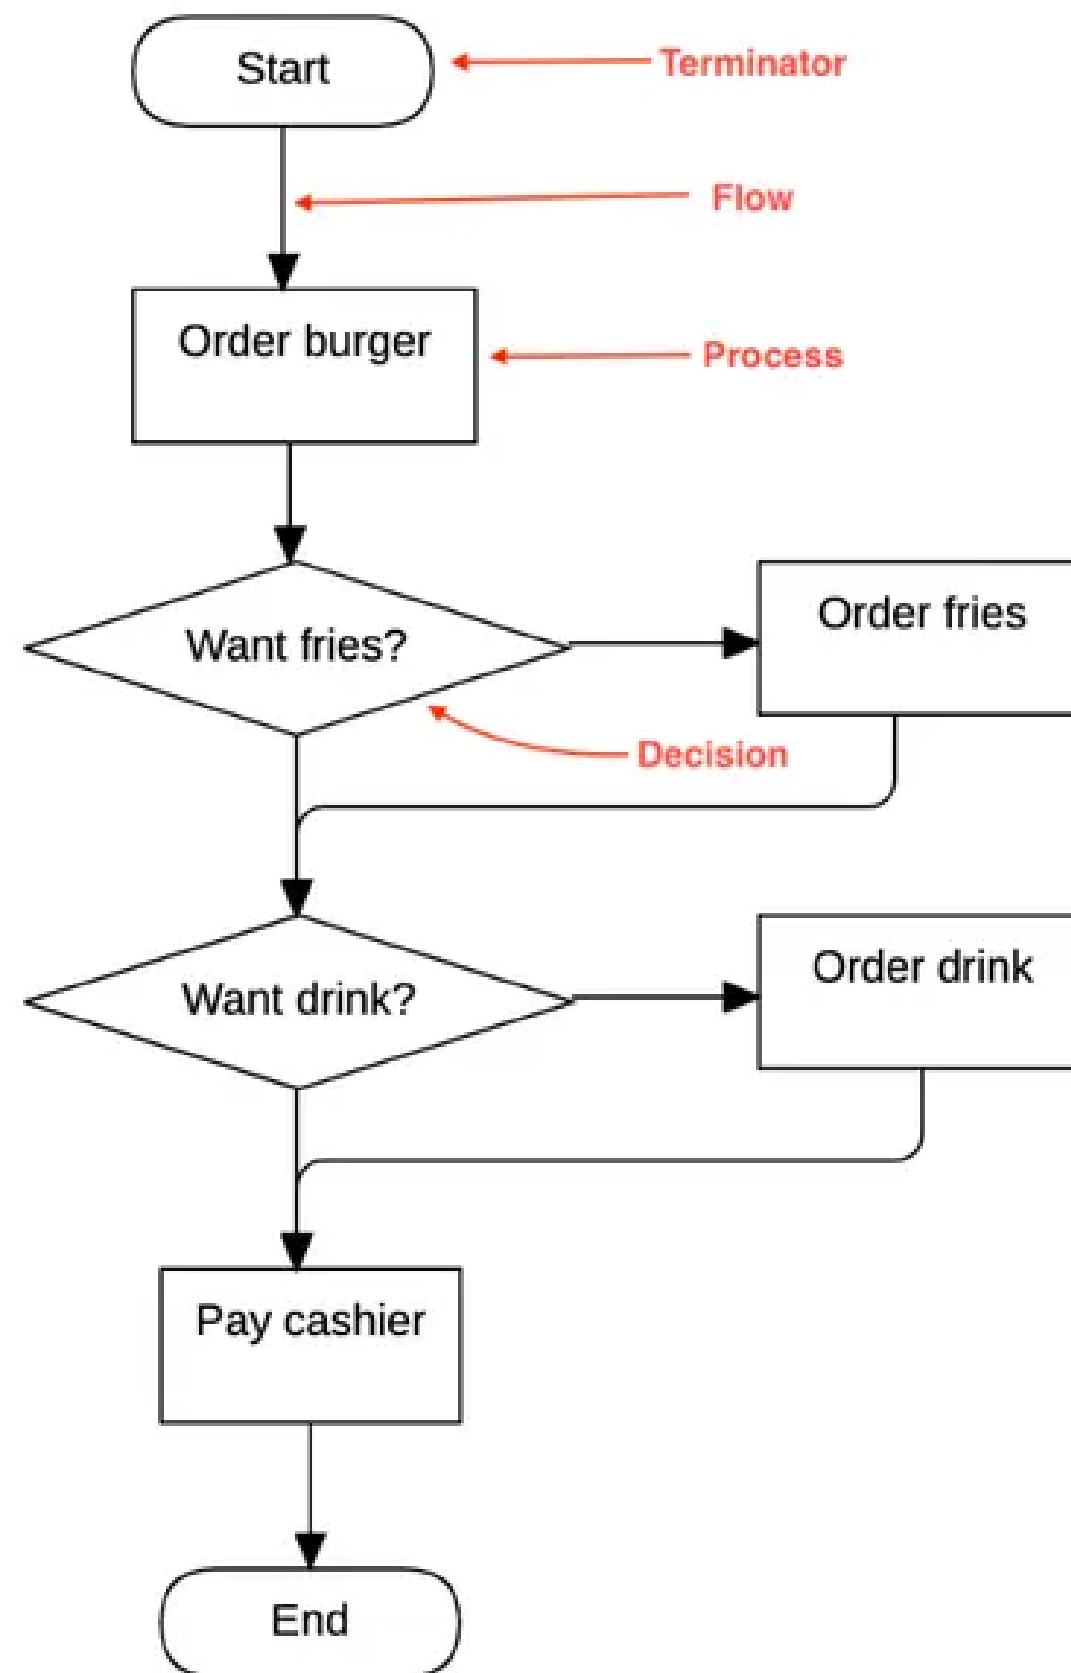 Start
Terminator
Flow
Order burger
Process
Want fries?
Order fries
Decision
Want drink?
Order drink
Pay cashier
End